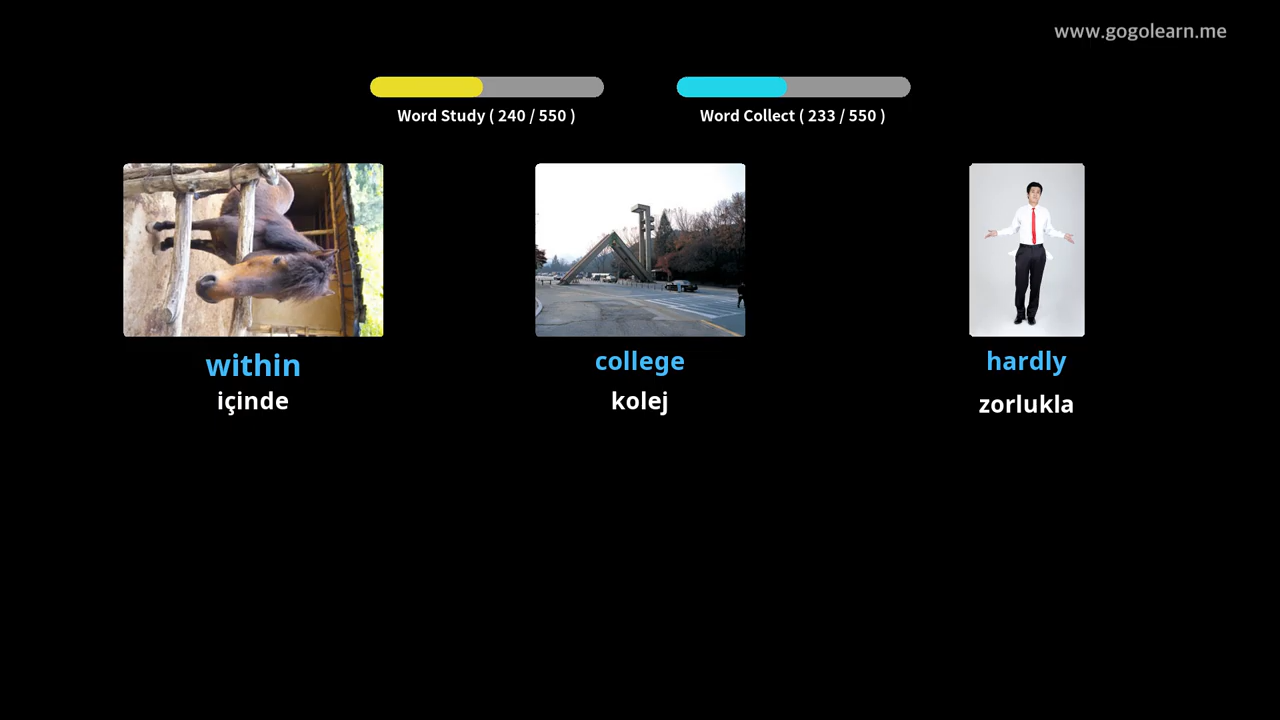 www.gogolearn.me
Word Study ( 240 / 550 )
Word Collect ( 233 / 550 )
within
içinde
college
kolej
hardly
zorlukla